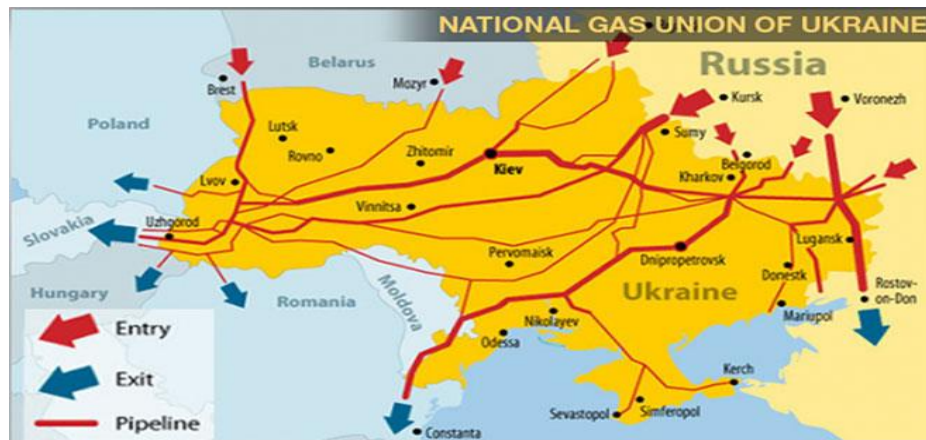 NATIONAL GAS UNION OF UKRAINE
Belarus
Russia
Brest
Mozyr
Kursk
Voronezh
Poland
Lutsk
Rovno
Zhitomir
Kiev
Sumy
Belgorod
Kharkov
Lvov
Vinnitsa
Slovakia
Uzhgorod
Pervomaisk
Dnipropetrovsk
Lugansk
Donestk
Hungary
Romania
Moldova
Ukraine
Rostov-
on-Don
Mariupol
Nikolayev
Odessa
Kerch
Simferopol
Sevastopol
Constanta
Entry
Exit
Pipeline